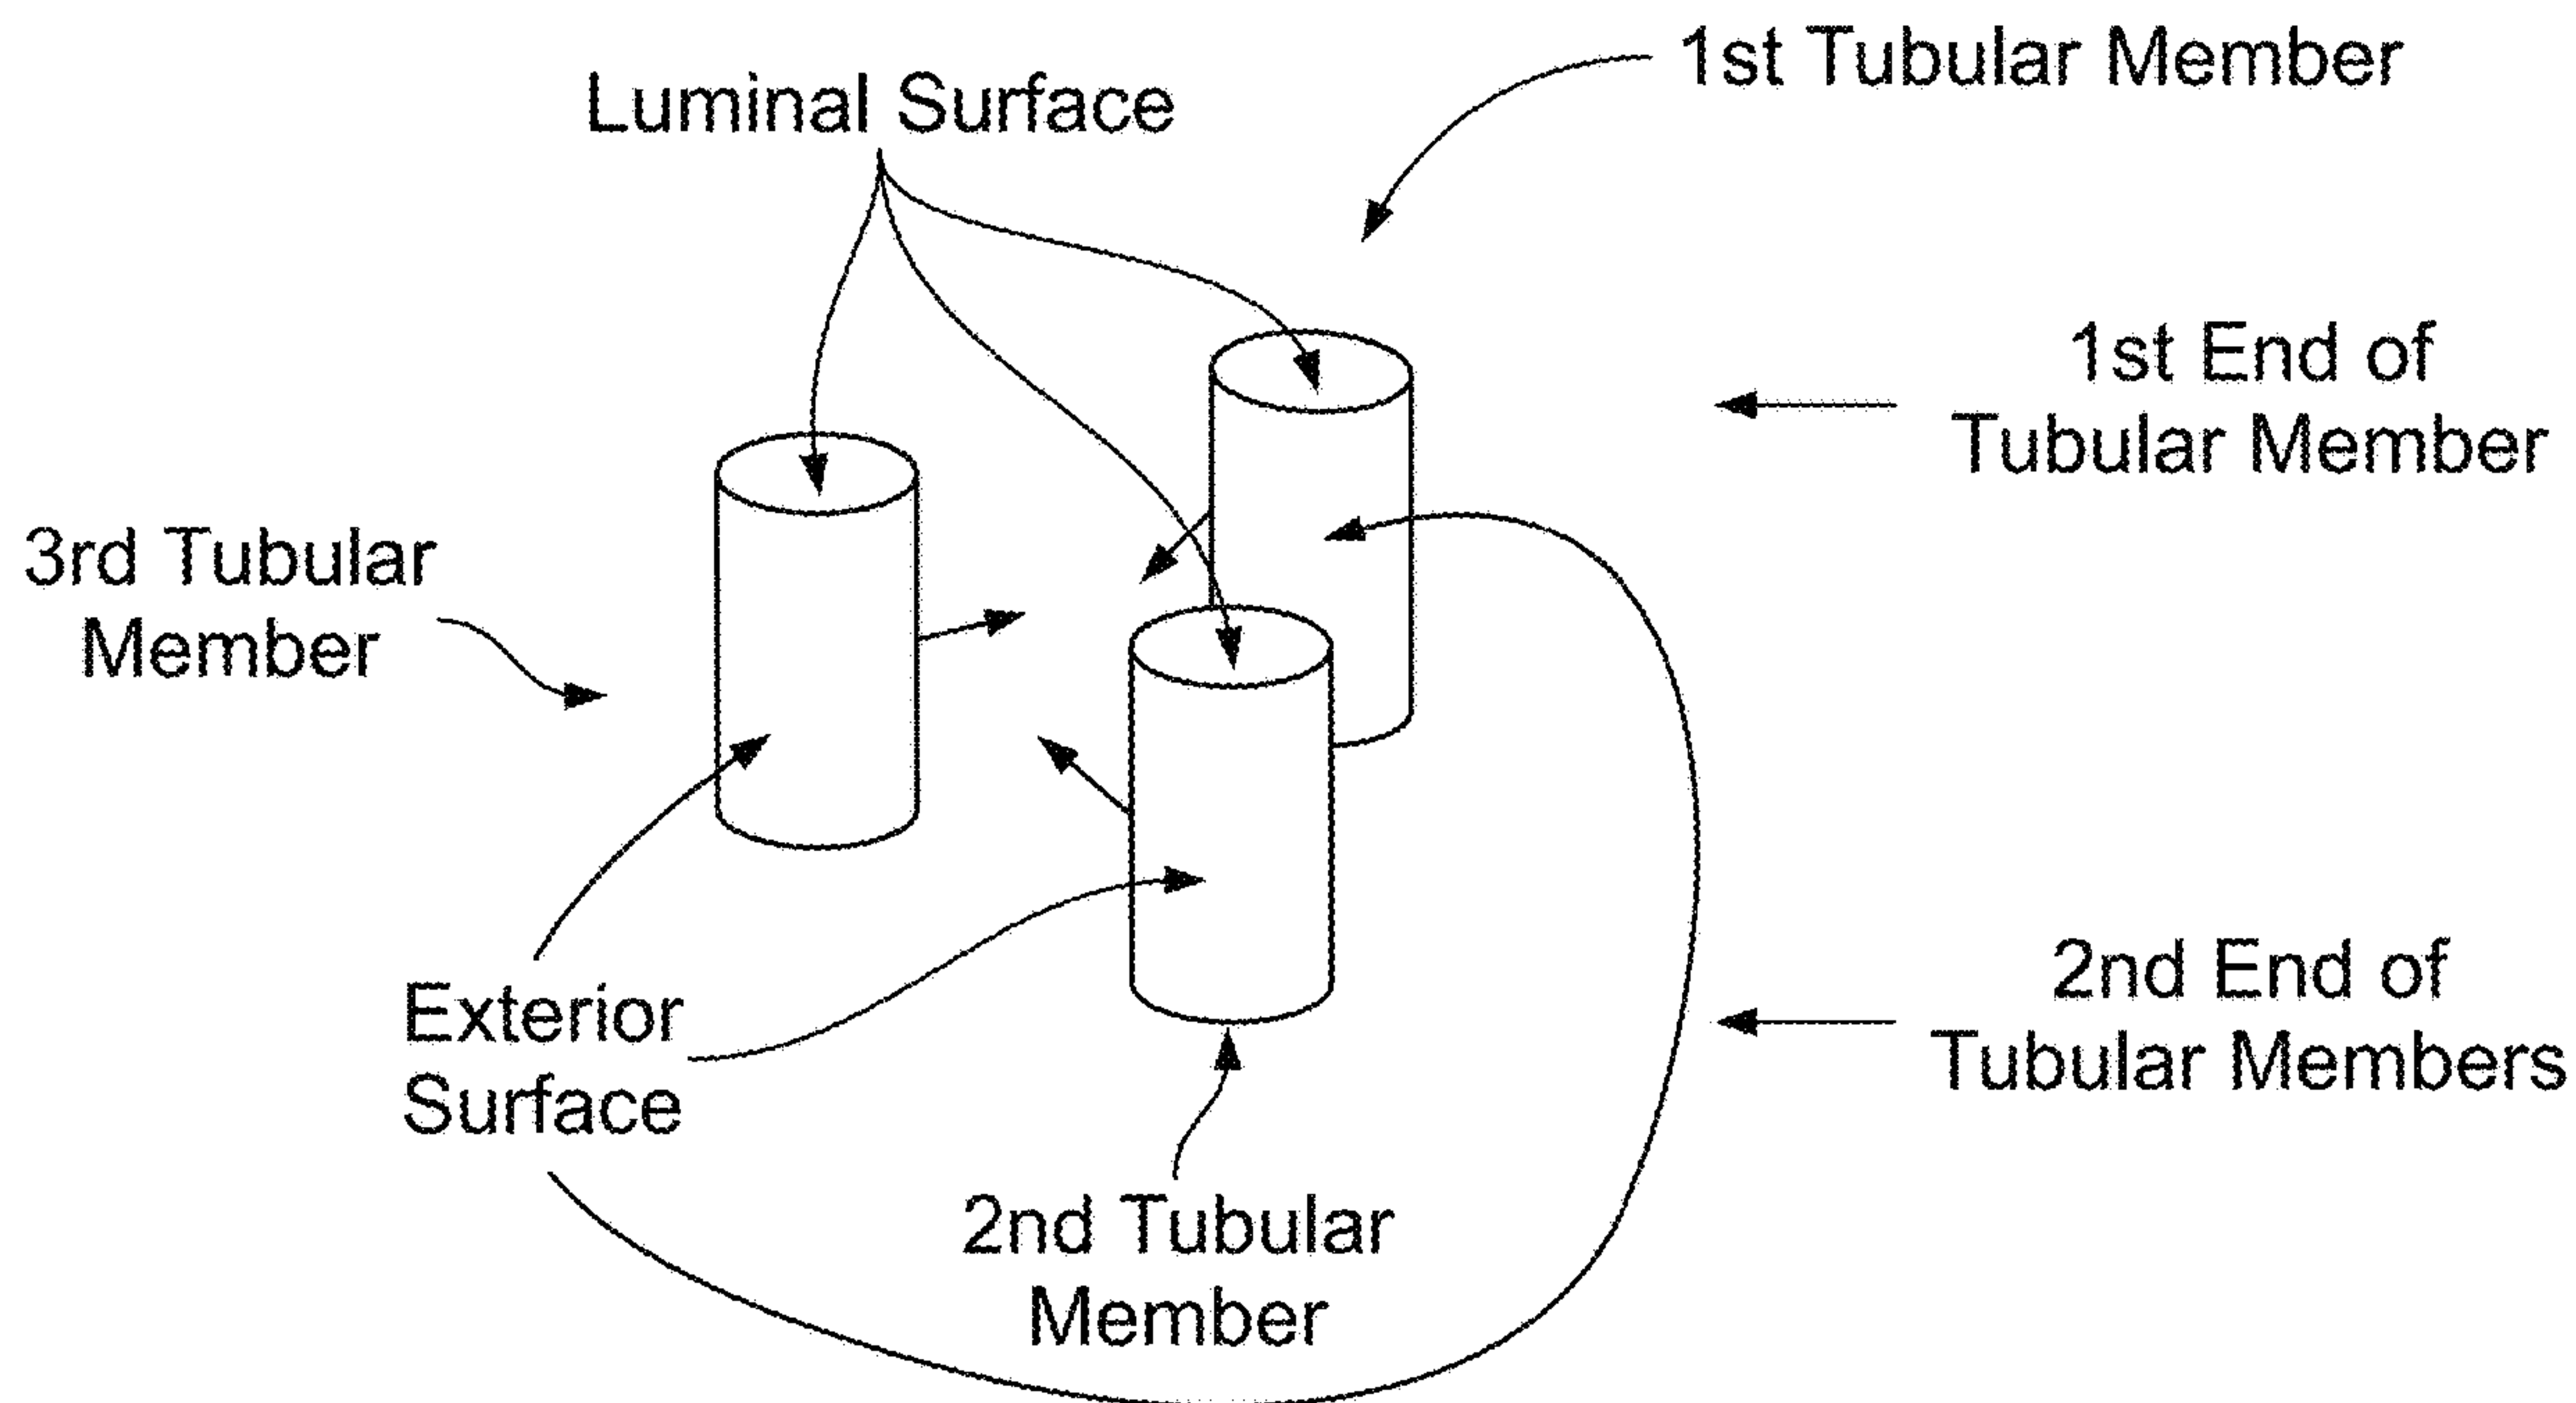 1st Tubular Member
Luminal Surface
1st End of
Tubular Member
3rd Tubular
Member
Exterior
Surface
2nd End of
Tubular Members
2nd Tubular
Member